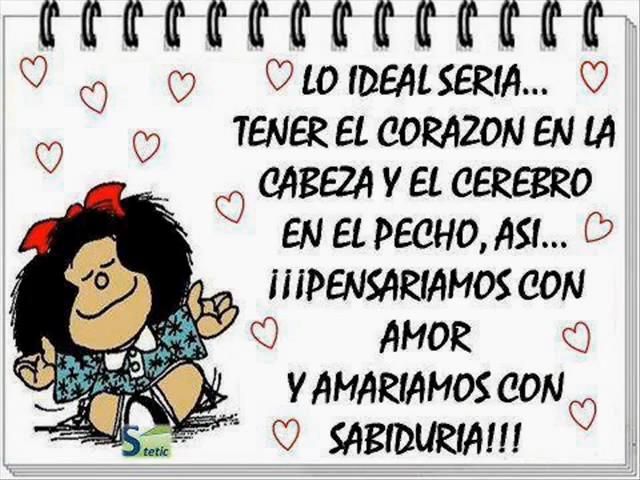 LO IDEAL SERIA...
TENER EL CORAZON EN LA
CABEZA Y EL CEREBRO
EN EL PECHO, ASI...
¡¡¡PENSARIAMOS CON
AMOR
Y AMARIAMOS CON
SABIDURIA!!!
Stetic